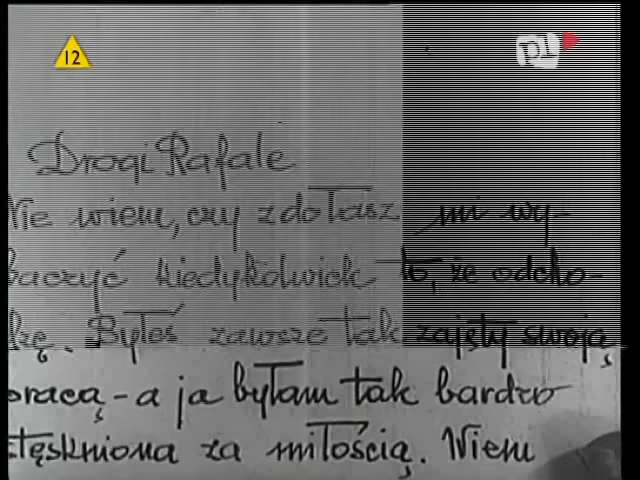 12
pl
Drogi Rafale
Nie wiem, czy zdołasz mi wy-
baczyć kiedykolwiek to, że odcho-
dzę. Byłeś zawsze tak zajęty swoją
pracą - a ja byłam tak bardzo
stęskniona za miłością. Wiem